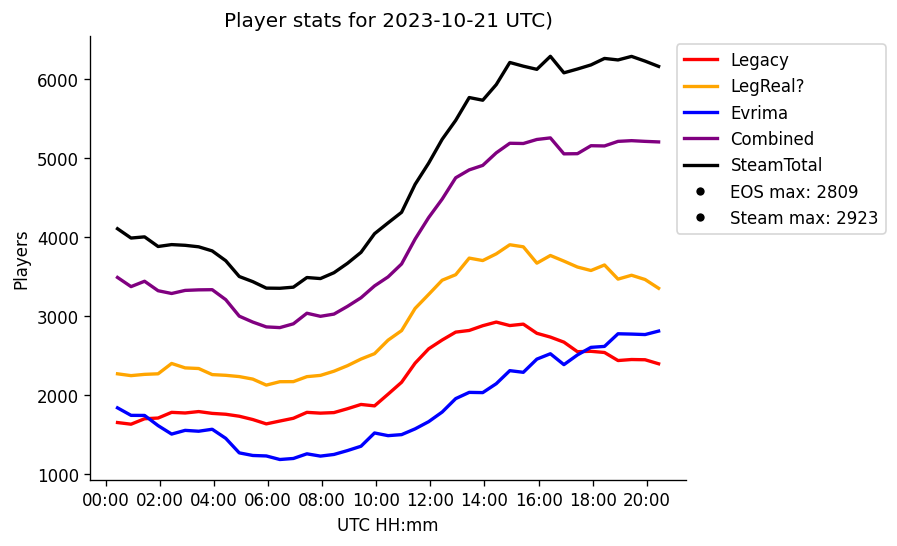 Player stats for 2023-10-21 UTC)
Legacy
LegReal?
Evrima
Combined
SteamTotal
EOS max: 2809
Steam max: 2923
6000
5000
4000
3000
2000
1000
Players
00:00 02:00 04:00 06:00 08:00 10:00 12:00 14:00 16:00 18:00 20:00
UTC HH:mm